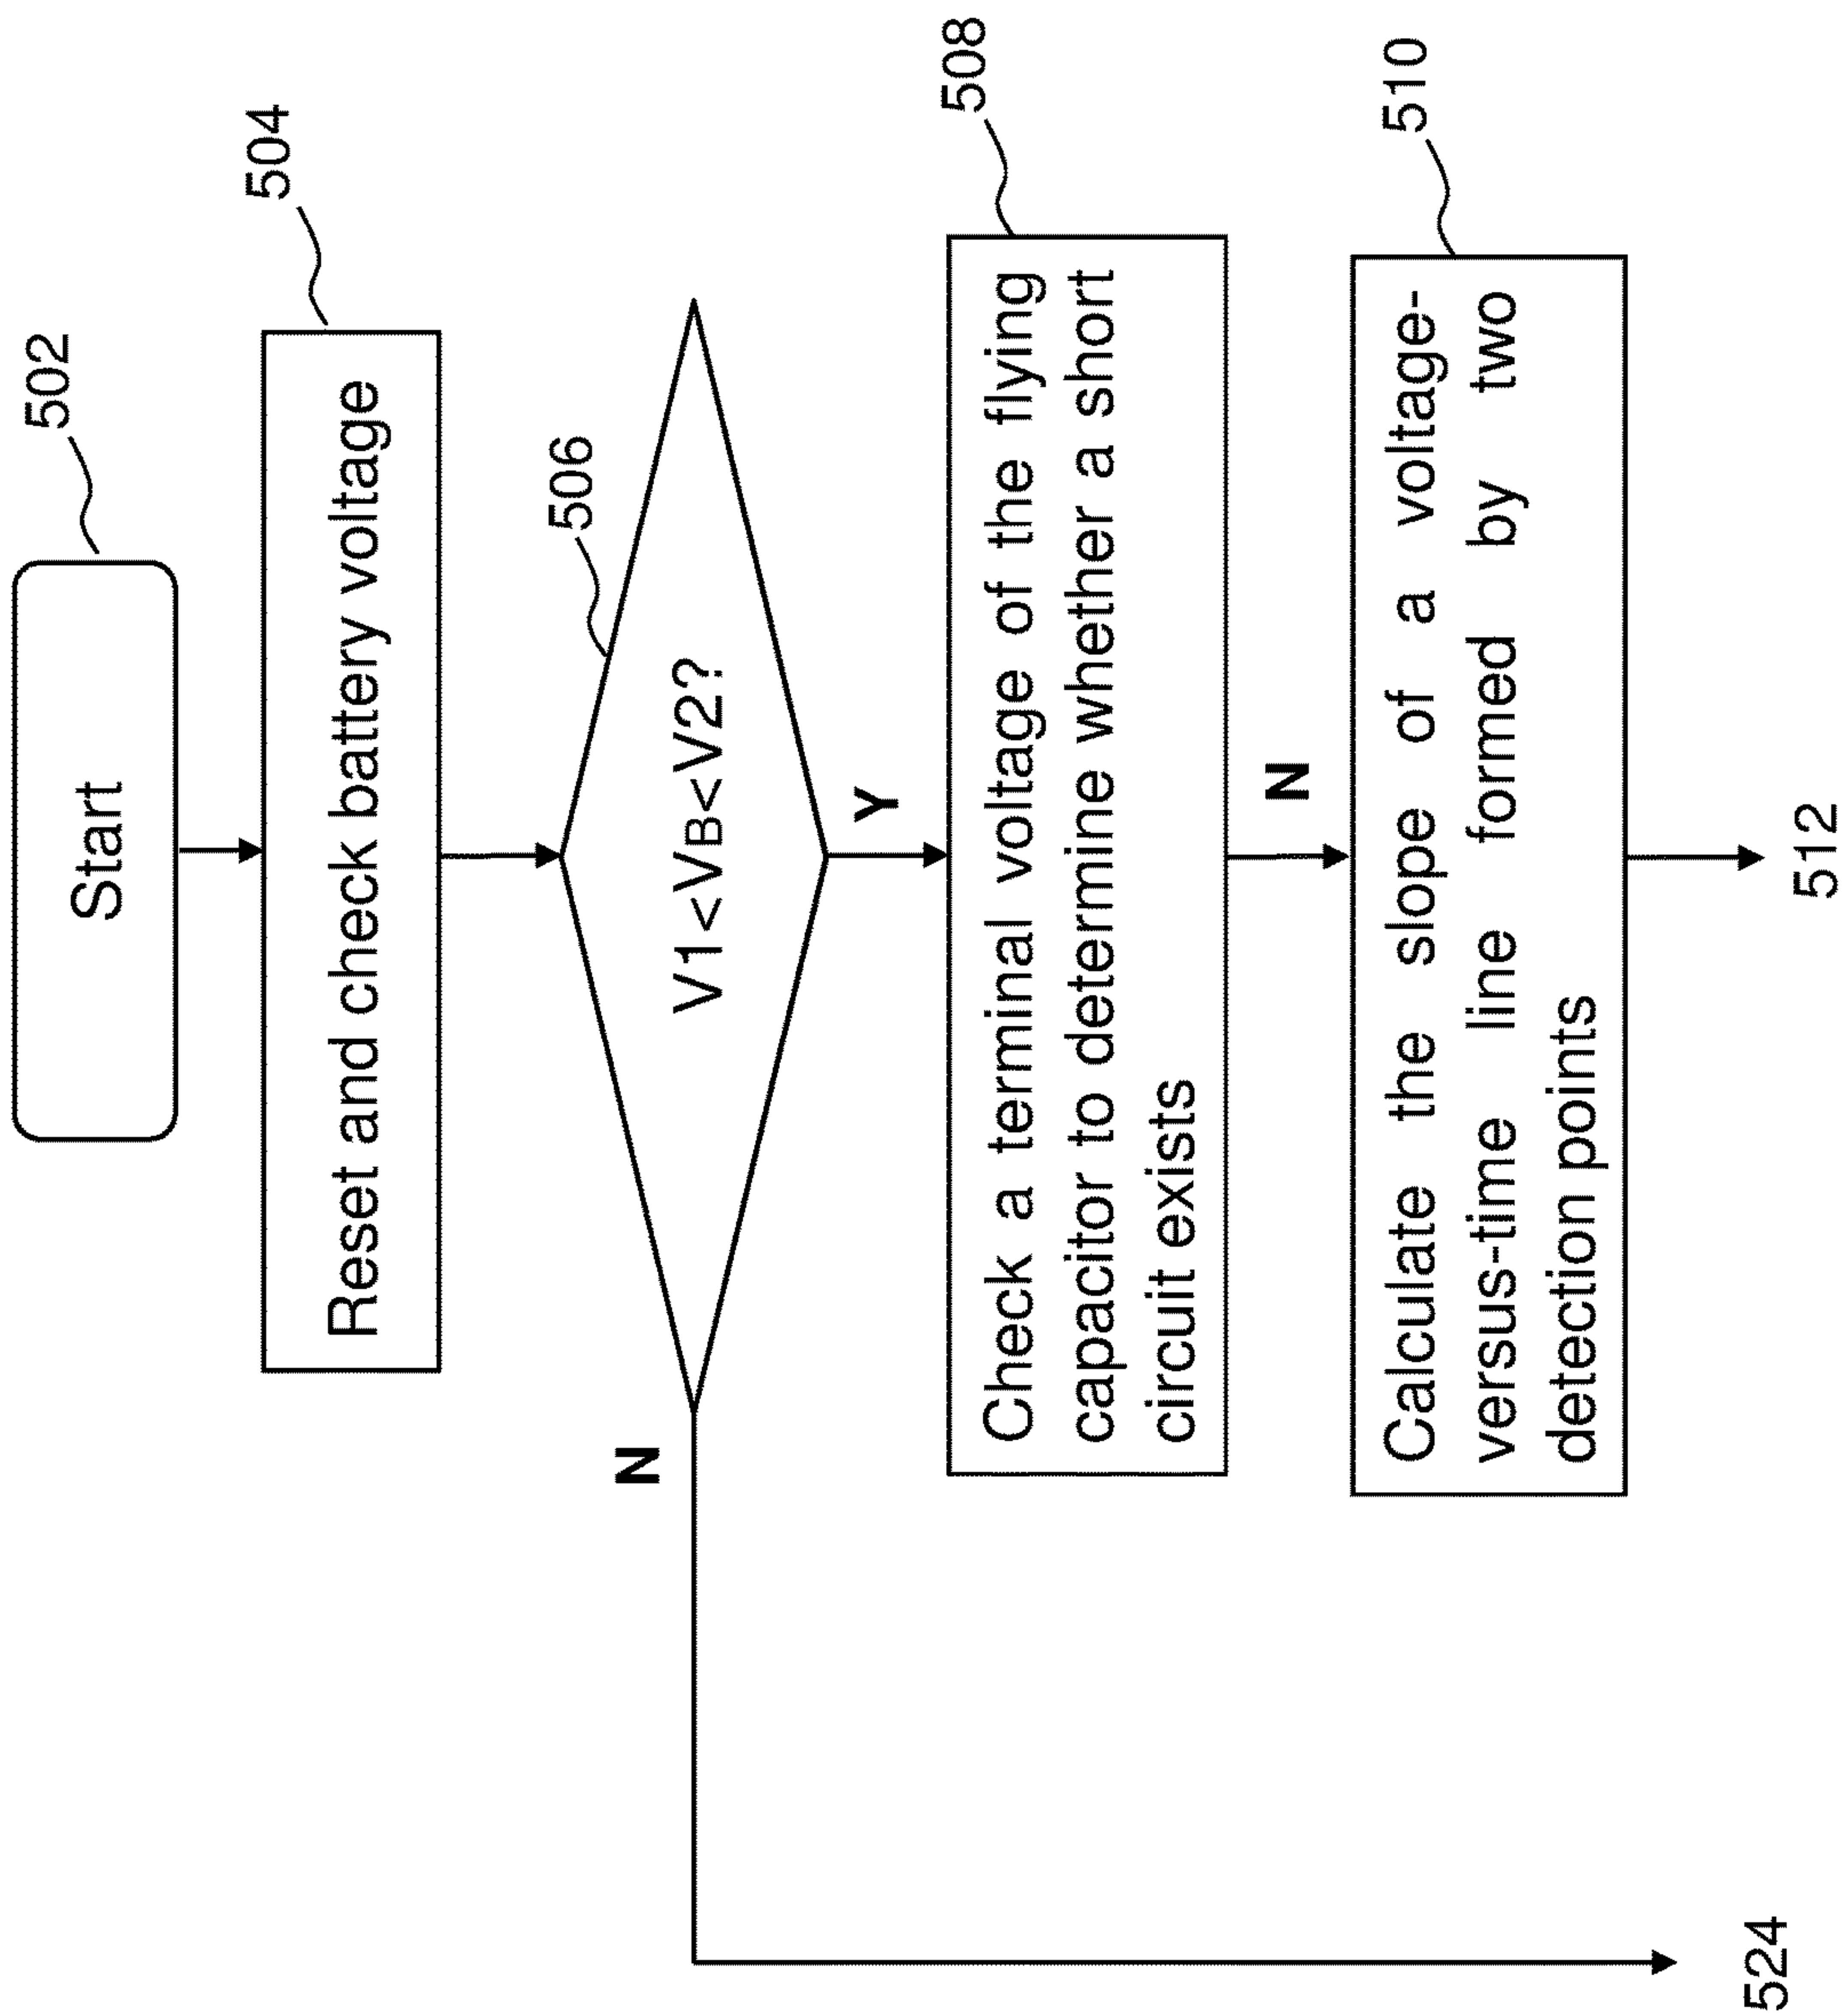 Start
502
Reset and check battery voltage
504
V1<VB<V2?
506
N
Y
Check a terminal voltage of the flying
capacitor to determine whether a short
circuit exists
508
N
Calculate the slope of a voltage-
versus-time line formed by two
detection points
510
524
512